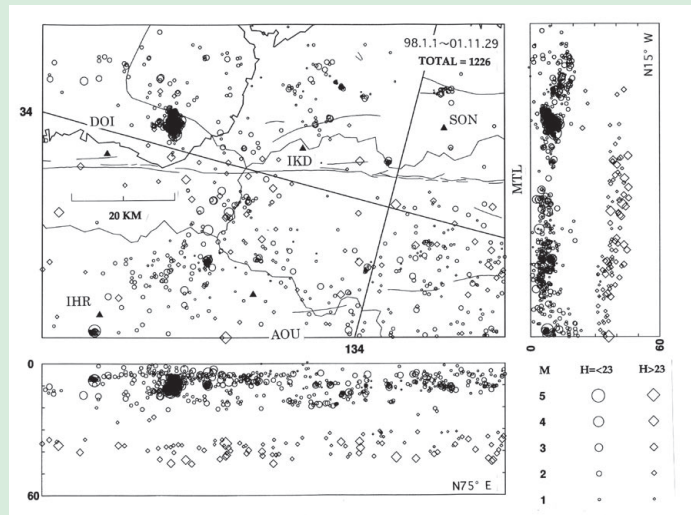 98.1.1~01.11.29
TOTAL = 1226
N15° W
34
DOI
SON
IKD
MTL
20 KM
IHR
AOU
134
0
60
0
60
N75° E
M H=<23 H>23
5
4
3
2
1